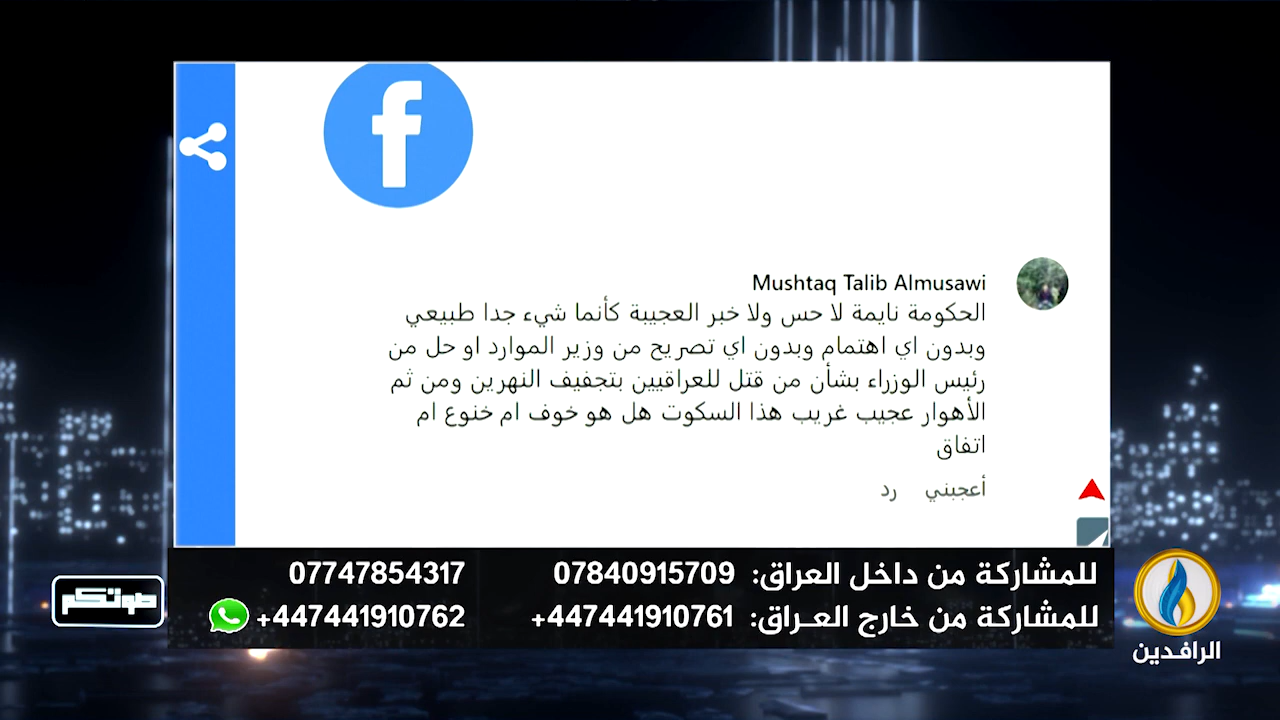 f
Mushtaq Talib Almusawi
الحكومة نايمة لا حس ولا خبر العجيبة كأنما شيء جدا طبيعي
وبدون اي اهتمام وبدون اي تصريح من وزير الموارد او حل من
رئيس الوزراء بشأن من قتل للعراقيين بتجفيف النهرين ومن ثم
الأهوار عجيب غريب هذا السكوت هل هو خوف ام خنوع ام
اتفاق
أعجبني رد
للمشاركة من داخل العراق: 07840915709 07747854317
للمشاركة من خارج العـراق: 447441910761+ 447441910762+
صوتكم
الرافـدين